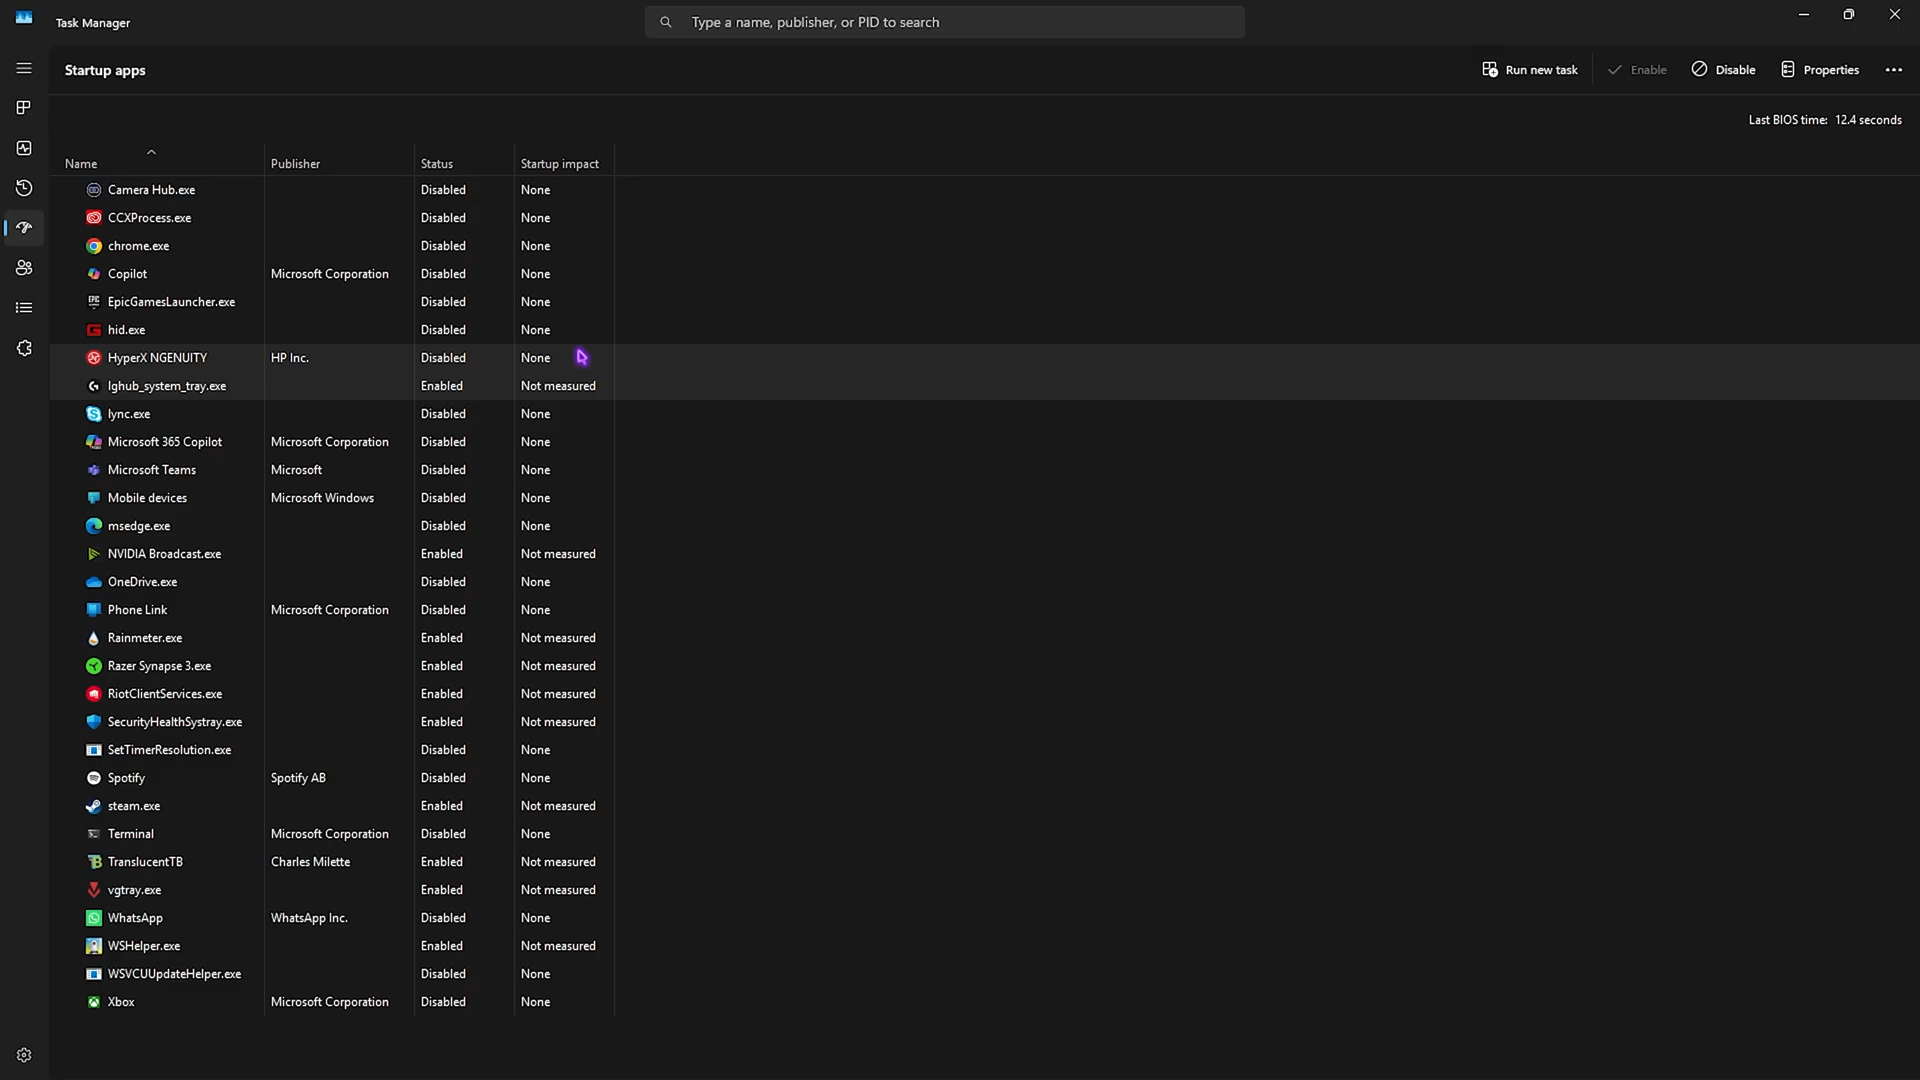 Task Manager
Type a name, publisher, or PID to search
Startup apps
Run new task Enable Disable Properties
Last BIOS time: 12.4 seconds
Name Publisher Status Startup impact
Camera Hub.exe Disabled None
CCXProcess.exe Disabled None
chrome.exe Disabled None
Copilot Microsoft Corporation Disabled None
EpicGamesLauncher.exe Disabled None
hid.exe Disabled None
HyperX NGENUITY HP Inc. Disabled None
lghub_system_tray.exe Enabled Not measured
lync.exe Disabled None
Microsoft 365 Copilot Microsoft Corporation Disabled None
Microsoft Teams Microsoft Disabled None
Mobile devices Microsoft Windows Disabled None
msedge.exe Disabled None
NVIDIA Broadcast.exe Enabled Not measured
OneDrive.exe Disabled None
Phone Link Microsoft Corporation Disabled None
Rainmeter.exe Enabled Not measured
Razer Synapse 3.exe Enabled Not measured
RiotClientServices.exe Enabled Not measured
SecurityHealthSystray.exe Enabled Not measured
SetTimerResolution.exe Disabled None
Spotify Spotify AB Disabled None
steam.exe Enabled Not measured
Terminal Microsoft Corporation Disabled None
TranslucentTB Charles Milette Enabled Not measured
vgtray.exe Enabled Not measured
WhatsApp WhatsApp Inc. Disabled None
WSHelper.exe Enabled Not measured
WSVCUUpdateHelper.exe Disabled None
Xbox Microsoft Corporation Disabled None